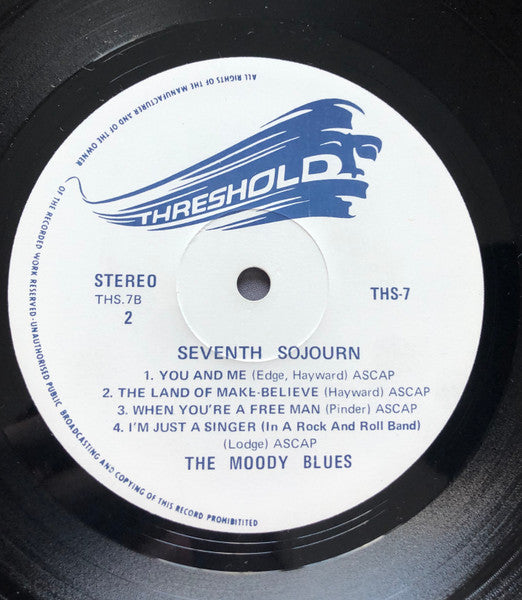 ALL RIGHTS OF THE MANUFACTURER AND OF THE OWNER
OF THE RECORDED WORK RESERVED-UNAUTHORISED PUBLIC BROADCASTING AND COPYING OF THIS RECORD PROHIBITITED
THRESHOLD
STEREO
THS.7B
2
THS-7
SEVENTH SOJOURN
1. YOU AND ME (Edge, Hayward) ASCAP
2. THE LAND OF MAKE-BELIEVE (Hayward) ASCAP
3. WHEN YOU'RE A FREE MAN (Pinder) ASCAP
4. I'M JUST A SINGER (In A Rock And Roll Band)
(Lodge) ASCAP
THE MOODY BLUES